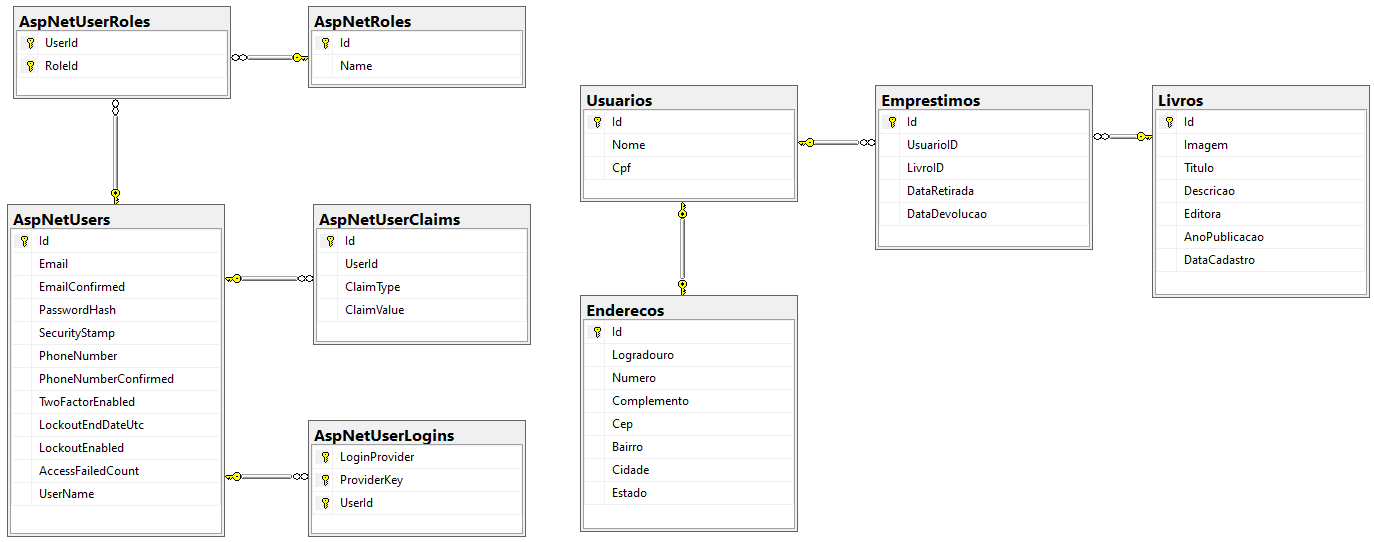 AspNetUserRoles
UserId
RoleId
AspNetRoles
Id
Name
AspNetUsers
Id
Email
EmailConfirmed
PasswordHash
SecurityStamp
PhoneNumber
PhoneNumberConfirmed
TwoFactorEnabled
LockoutEndDateUtc
LockoutEnabled
AccessFailedCount
UserName
AspNetUserClaims
Id
UserId
ClaimType
ClaimValue
AspNetUserLogins
LoginProvider
ProviderKey
UserId
Usuarios
Id
Nome
Cpf
Enderecos
Id
Logradouro
Numero
Complemento
Cep
Bairro
Cidade
Estado
Emprestimos
Id
UsuarioID
LivroID
DataRetirada
DataDevolucao
Livros
Id
Imagem
Titulo
Descricao
Editora
AnoPublicacao
DataCadastro